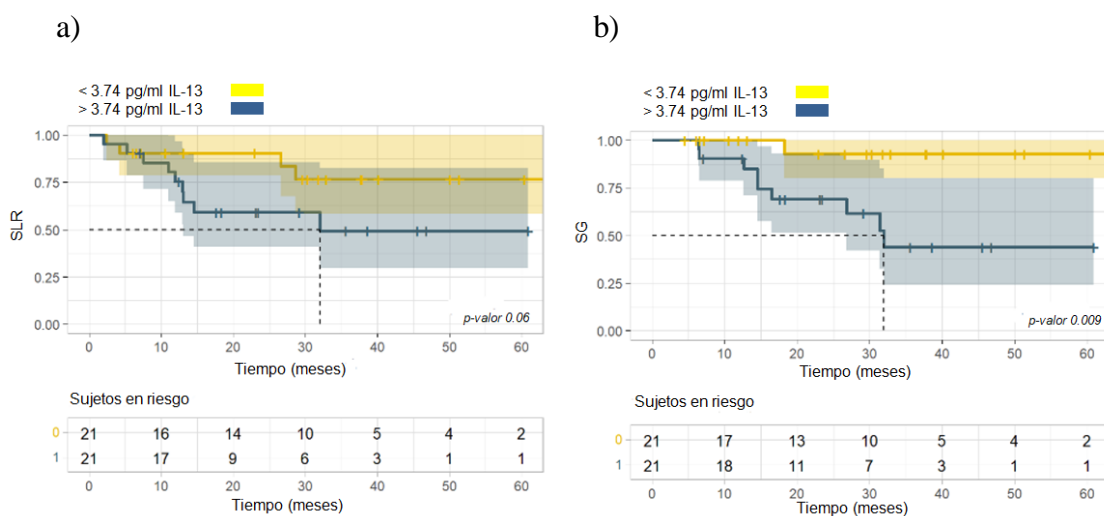 a)
< 3.74 pg/ml IL-13
> 3.74 pg/ml IL-13
SLR
1.00
0.75
0.50
0.25
0.00
p-valor 0.06
0 10 20 30 40 50 60
Tiempo (meses)
Sujetos en riesgo
0 21 16 14 10 5 4 2
1 21 17 9 6 3 1 1
0 10 20 30 40 50 60
Tiempo (meses)
b)
< 3.74 pg/ml IL-13
> 3.74 pg/ml IL-13
SG
1.00
0.75
0.50
0.25
0.00
p-valor 0.009
0 10 20 30 40 50 60
Tiempo (meses)
Sujetos en riesgo
0 21 17 13 10 5 4 2
1 21 18 11 7 3 1 1
0 10 20 30 40 50 60
Tiempo (meses)